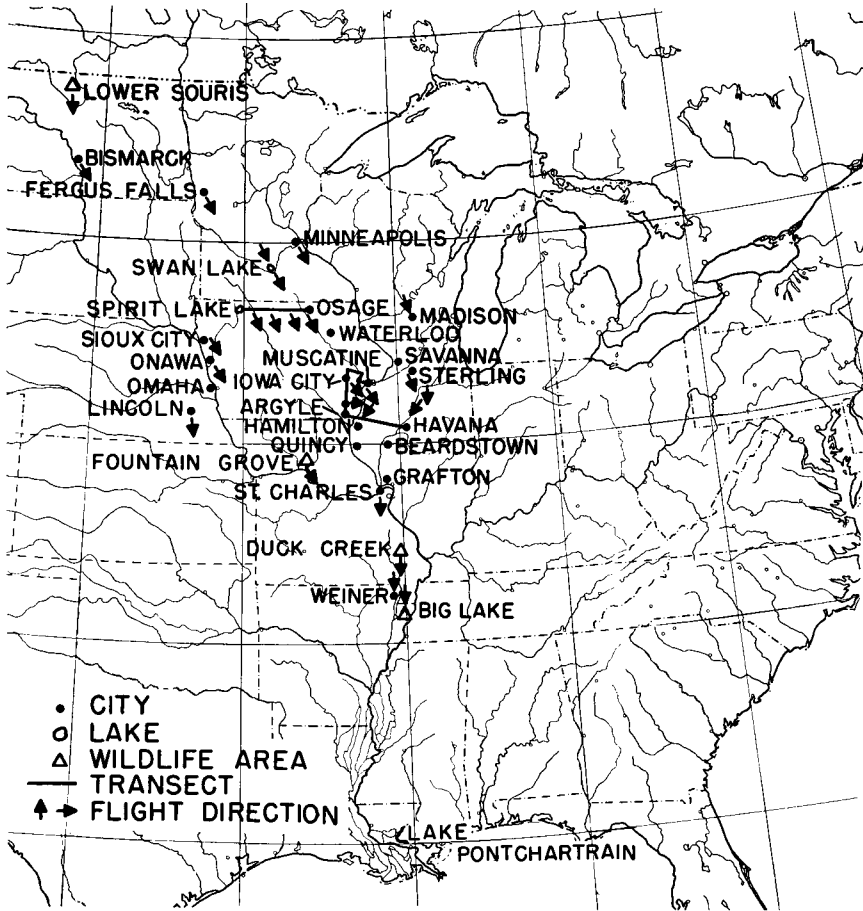 LOWER SOURIS
BISMARCK
FERGUS FALLS
MINNEAPOLIS
SWAN LAKE
SPIRIT LAKE
OSAGE
MADISON
WATERLOO
SIOUX CITY
MUSCATINE
SAVANNA
ONAWA
IOWA CITY
STERLING
OMAHA
LINCOLN
ARGYLE
HAMILTON
HAVANA
QUINCY
BEARDSTOWN
FOUNTAIN GROVE
GRAFTON
ST. CHARLES
DUCK CREEK
WEINER
BIG LAKE
CITY
LAKE
WILDLIFE AREA
TRANSECT
FLIGHT DIRECTION
LAKE
PONTCHARTRAIN